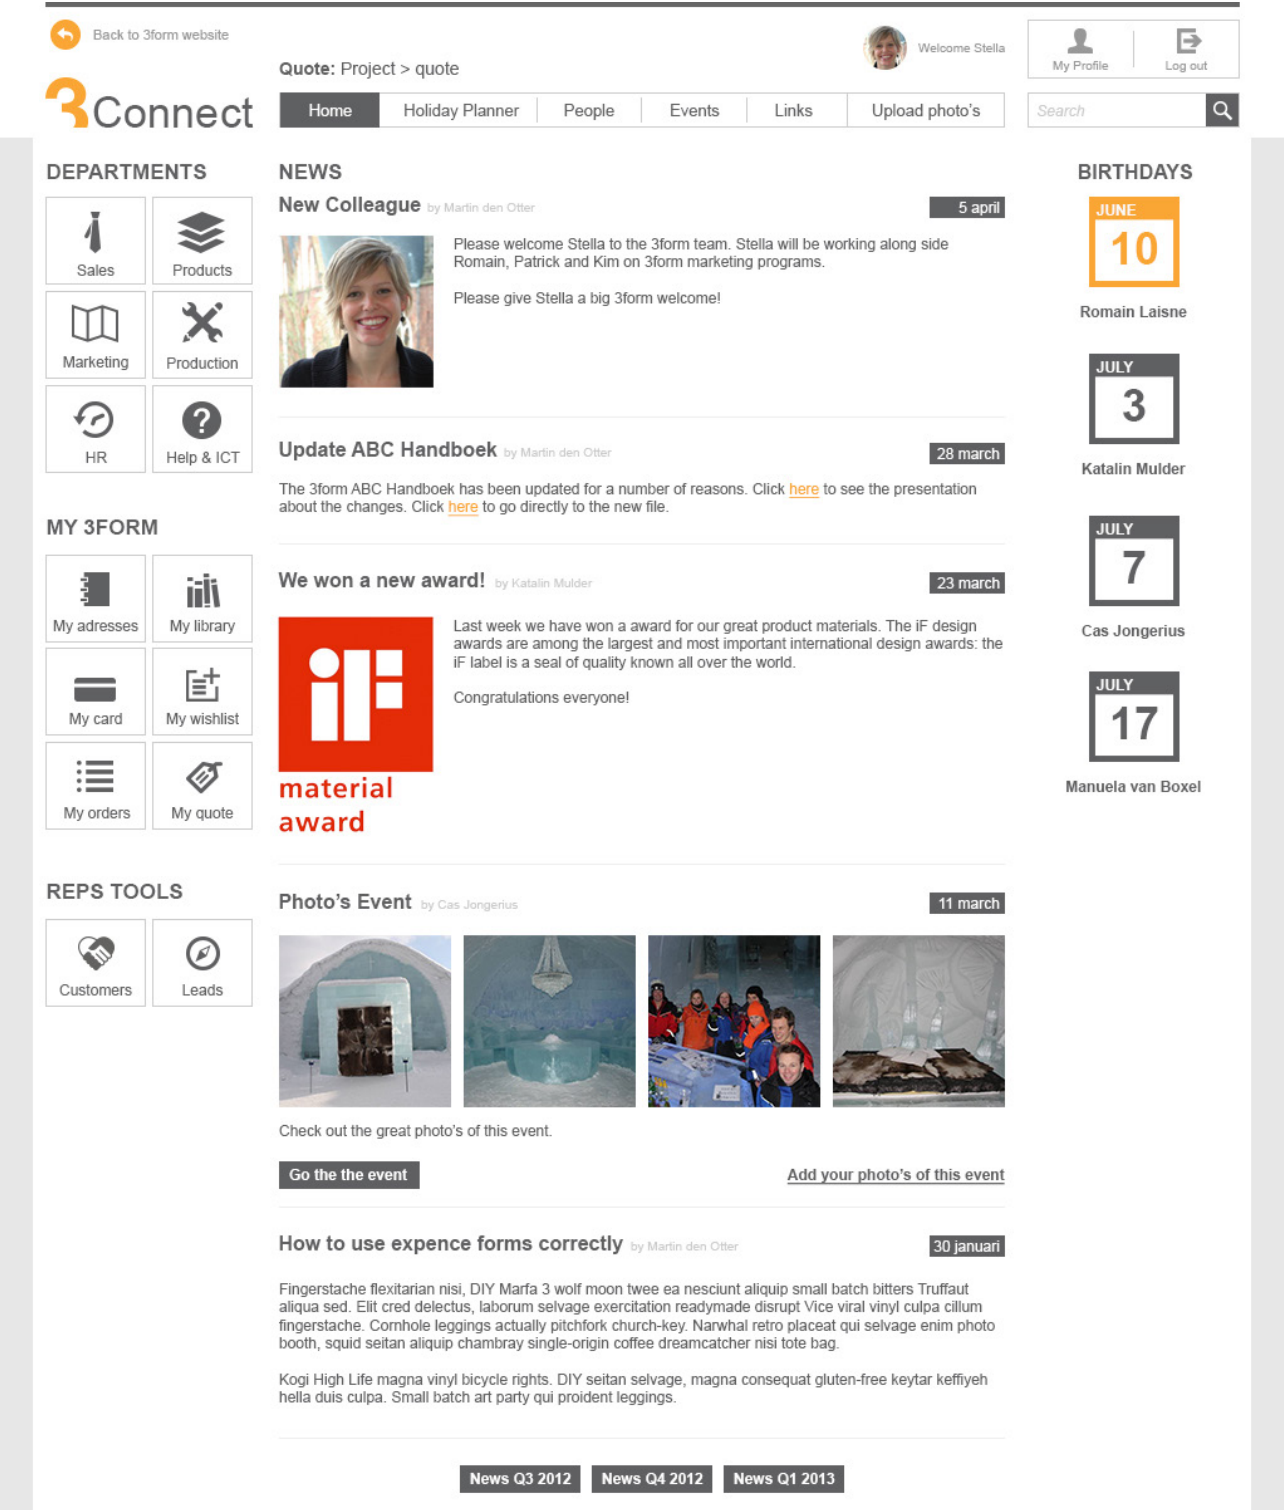 Back to 3form website
Welcome Stella
My Profile
Log out
Quote: Project > quote
3Connect
Home
Holiday Planner
People
Events
Links
Upload photo's
Search
DEPARTMENTS
Sales
Products
Marketing
Production
HR
Help & ICT
MY 3FORM
My adresses
My library
My card
My wishlist
My orders
My quote
REPS TOOLS
Customers
Leads
NEWS
New Colleague by Martin den Otter
5 april
Please welcome Stella to the 3form team. Stella will be working along side
Romain, Patrick and Kim on 3form marketing programs.
Please give Stella a big 3form welcome!
Update ABC Handboek by Martin den Otter
28 march
The 3form ABC Handboek has been updated for a number of reasons. Click here to see the presentation
about the changes. Click here to go directly to the new file.
We won a new award! by Katalin Mulder
23 march
iF
material
award
Last week we have won a award for our great product materials. The iF design
awards are among the largest and most important international design awards: the
iF label is a seal of quality known all over the world.
Congratulations everyone!
Photo's Event by Cas Jongerius
11 march
Check out the great photo's of this event.
Go the the event
Add your photo's of this event
How to use expence forms correctly by Martin den Otter
30 januari
Fingerstache flexitarian nisi, DIY Marfa 3 wolf moon twee ea nesciunt aliquip small batch bitters Truffaut
aliqua sed. Elit cred delectus, laborum selvage exercitation readymade disrupt Vice viral vinyl culpa cillum
fingerstache. Cornhole leggings actually pitchfork church-key. Narwhal retro placeat qui selvage enim photo
booth, squid seitan aliquip chambray single-origin coffee dreamcatcher nisi tote bag.
Kogi High Life magna vinyl bicycle rights. DIY seitan selvage, magna consequat gluten-free keytar keffiyeh
hella duis culpa. Small batch art party qui proident leggings.
News Q3 2012
News Q4 2012
News Q1 2013
BIRTHDAYS
JUNE
10
Romain Laisne
JULY
3
Katalin Mulder
JULY
7
Cas Jongerius
JULY
17
Manuela van Boxel